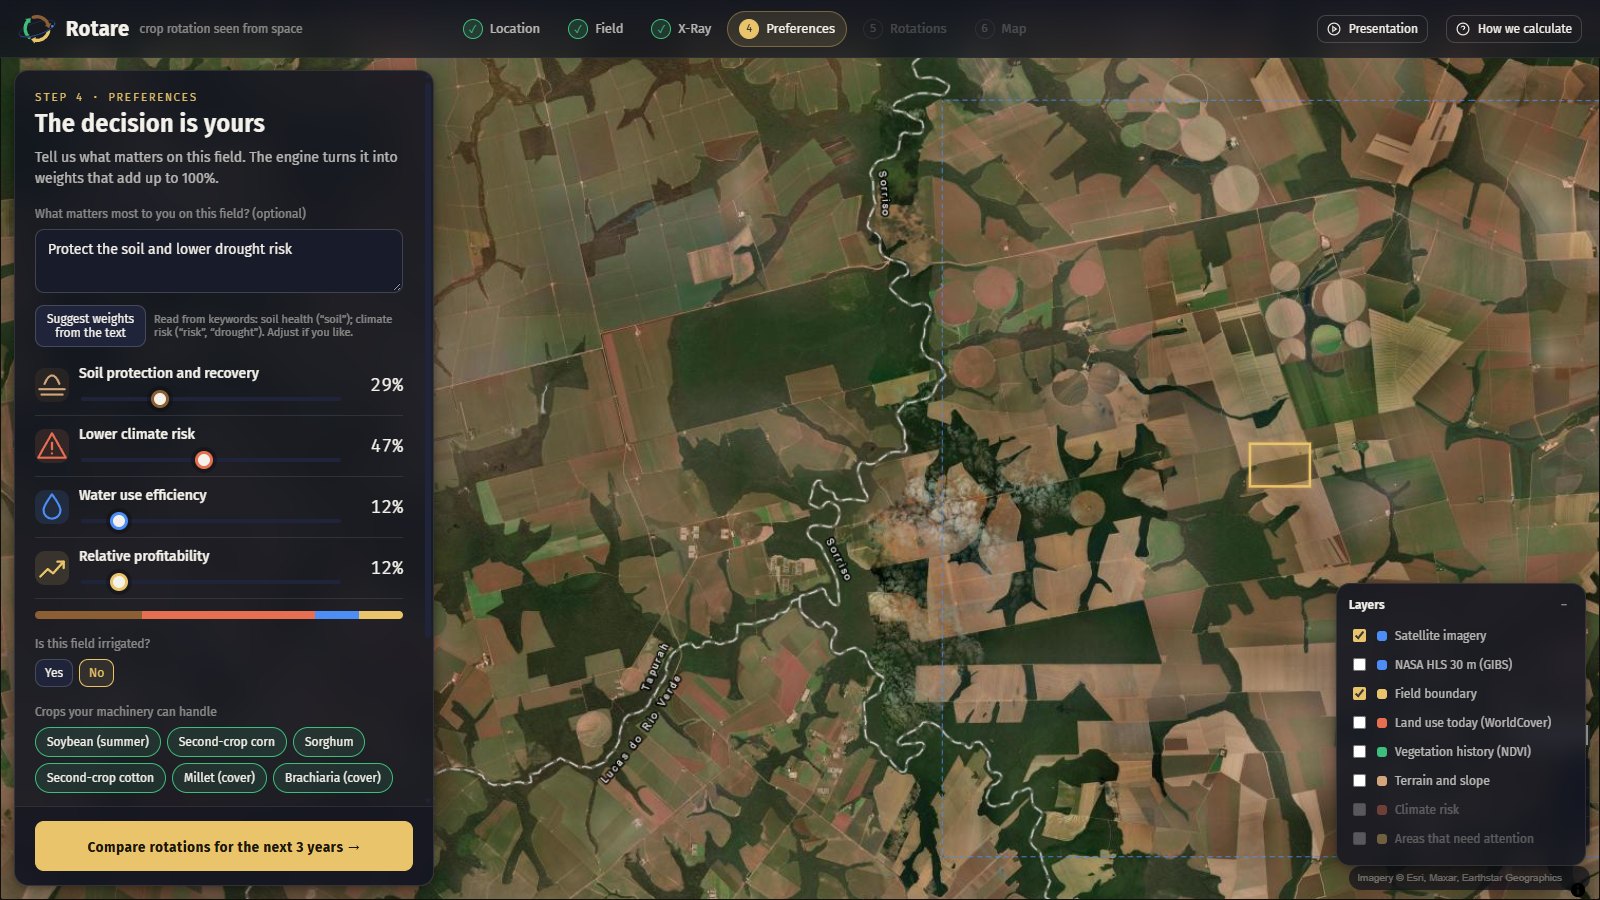 Rotare
crop rotation seen from space
Location
Field
X-Ray
4 Preferences
5 Rotations
6 Map
Presentation
How we calculate
STEP 4 · PREFERENCES
The decision is yours
Tell us what matters on this field. The engine turns it into
weights that add up to 100%.
What matters most to you on this field? (optional)
Protect the soil and lower drought risk
Suggest weights
from the text
Read from keywords: soil health (“soil”); climate
risk (“risk”, “drought”). Adjust if you like.
Soil protection and recovery
29%
Lower climate risk
47%
Water use efficiency
12%
Relative profitability
12%
Is this field irrigated?
Yes
No
Crops your machinery can handle
Soybean (summer)
Second-crop corn
Sorghum
Second-crop cotton
Millet (cover)
Brachiaria (cover)
Compare rotations for the next 3 years →
Sorriso
Sorriso
Tapurah
Lucas do Rio Verde
Layers
–
Satellite imagery
NASA HLS 30 m (GIBS)
Field boundary
Land use today (WorldCover)
Vegetation history (NDVI)
Terrain and slope
Climate risk
Areas that need attention
Imagery © Esri, Maxar, Earthstar Geographics